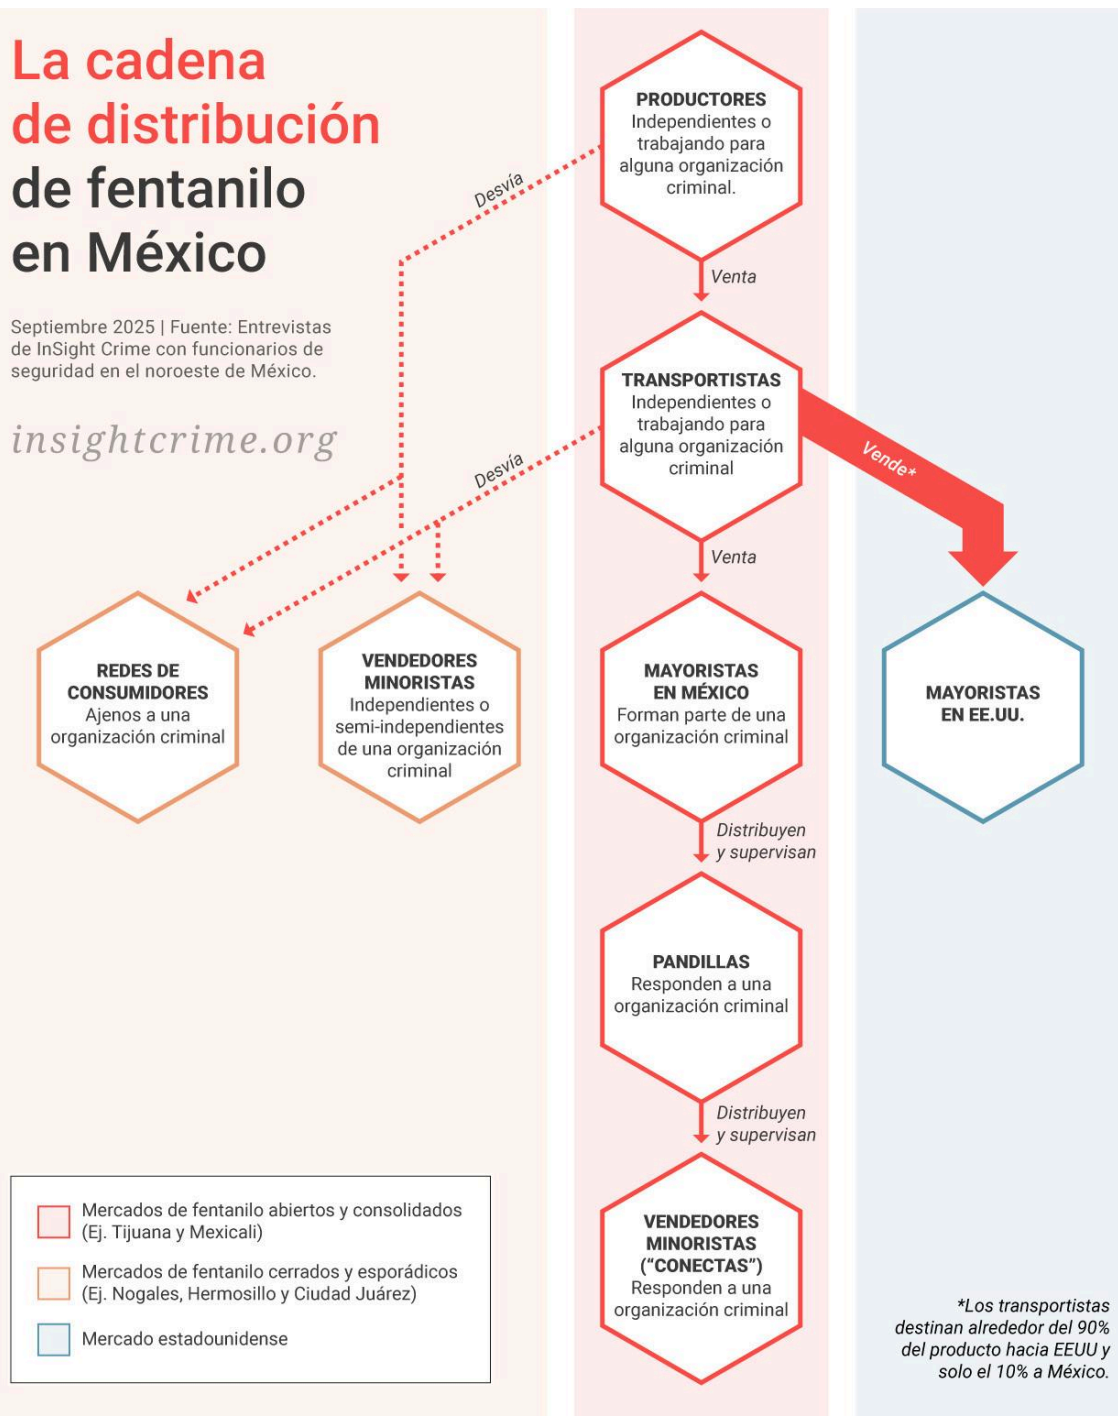 La cadena
de distribución
de fentanilo
en México
Septiembre 2025 | Fuente: Entrevistas
de InSight Crime con funcionarios de
seguridad en el noroeste de México.
insightcrime.org
PRODUCTORES
Independientes o
trabajando para
alguna organización
criminal.
Desvía
Venta
TRANSPORTISTAS
Independientes o
trabajando para
alguna organización
criminal
Desvía
Vende*
Venta
REDES DE
CONSUMIDORES
Ajenos a una
organización criminal
VENDEDORES
MINORISTAS
Independientes o
semi-independientes
de una organización
criminal
MAYORISTAS
EN MÉXICO
Forman parte de una
organización criminal
MAYORISTAS
EN EE.UU.
Distribuyen
y supervisan
PANDILLAS
Responden a una
organización criminal
Distribuyen
y supervisan
VENDEDORES
MINORISTAS
(“CONECTAS”)
Responden a una
organización criminal
Mercados de fentanilo abiertos y consolidados
(Ej. Tijuana y Mexicali)
Mercados de fentanilo cerrados y esporádicos
(Ej. Nogales, Hermosillo y Ciudad Juárez)
Mercado estadounidense
*Los transportistas
destinan alrededor del 90%
del producto hacia EEUU y
solo el 10% a México.